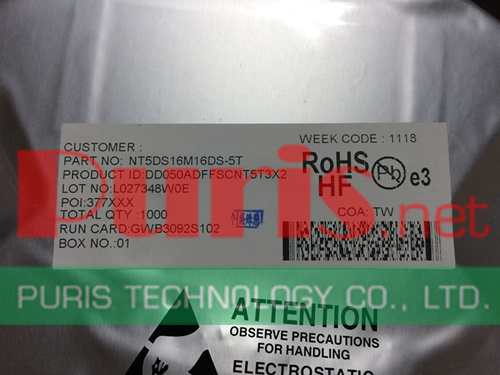 CUSTOMER :
PART NO: NT5DS16M16DS-5T
PRODUCT ID:DD050ADFFSCNT5T3X2
LOT NO:L027348W0E
POI:37XXXX
TOTAL QTY :1000
RUN CARD:GWB3092S102
BOX NO.:01
WEEK CODE : 1118
RoHS
HF
Pb
e3
COA: TW
Puris.net
PURIS TECHNOLOGY CO., LTD.
ATTENTION
OBSERVE PRECAUTIONS
FOR HANDLING
ELECTROSTATIC